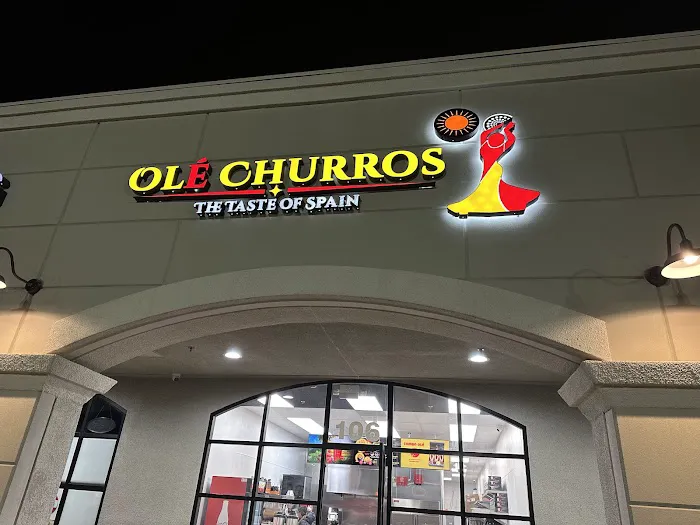 OLÉ CHURROS
THE TASTE OF SPAIN
106